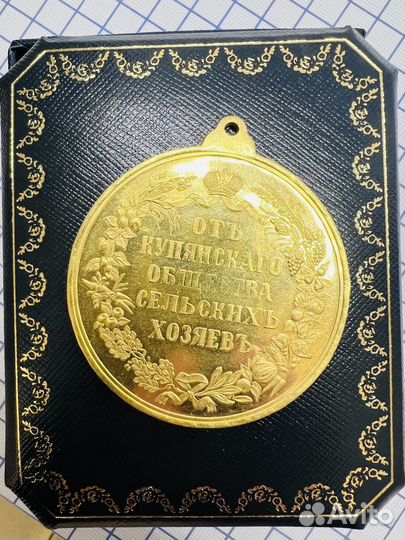 ОТЪ
КУПЯНСКАГО
ОБЩЕСТВА
СЕЛЬСКИХЪ
ХОЗЯЕВЪ
Avito